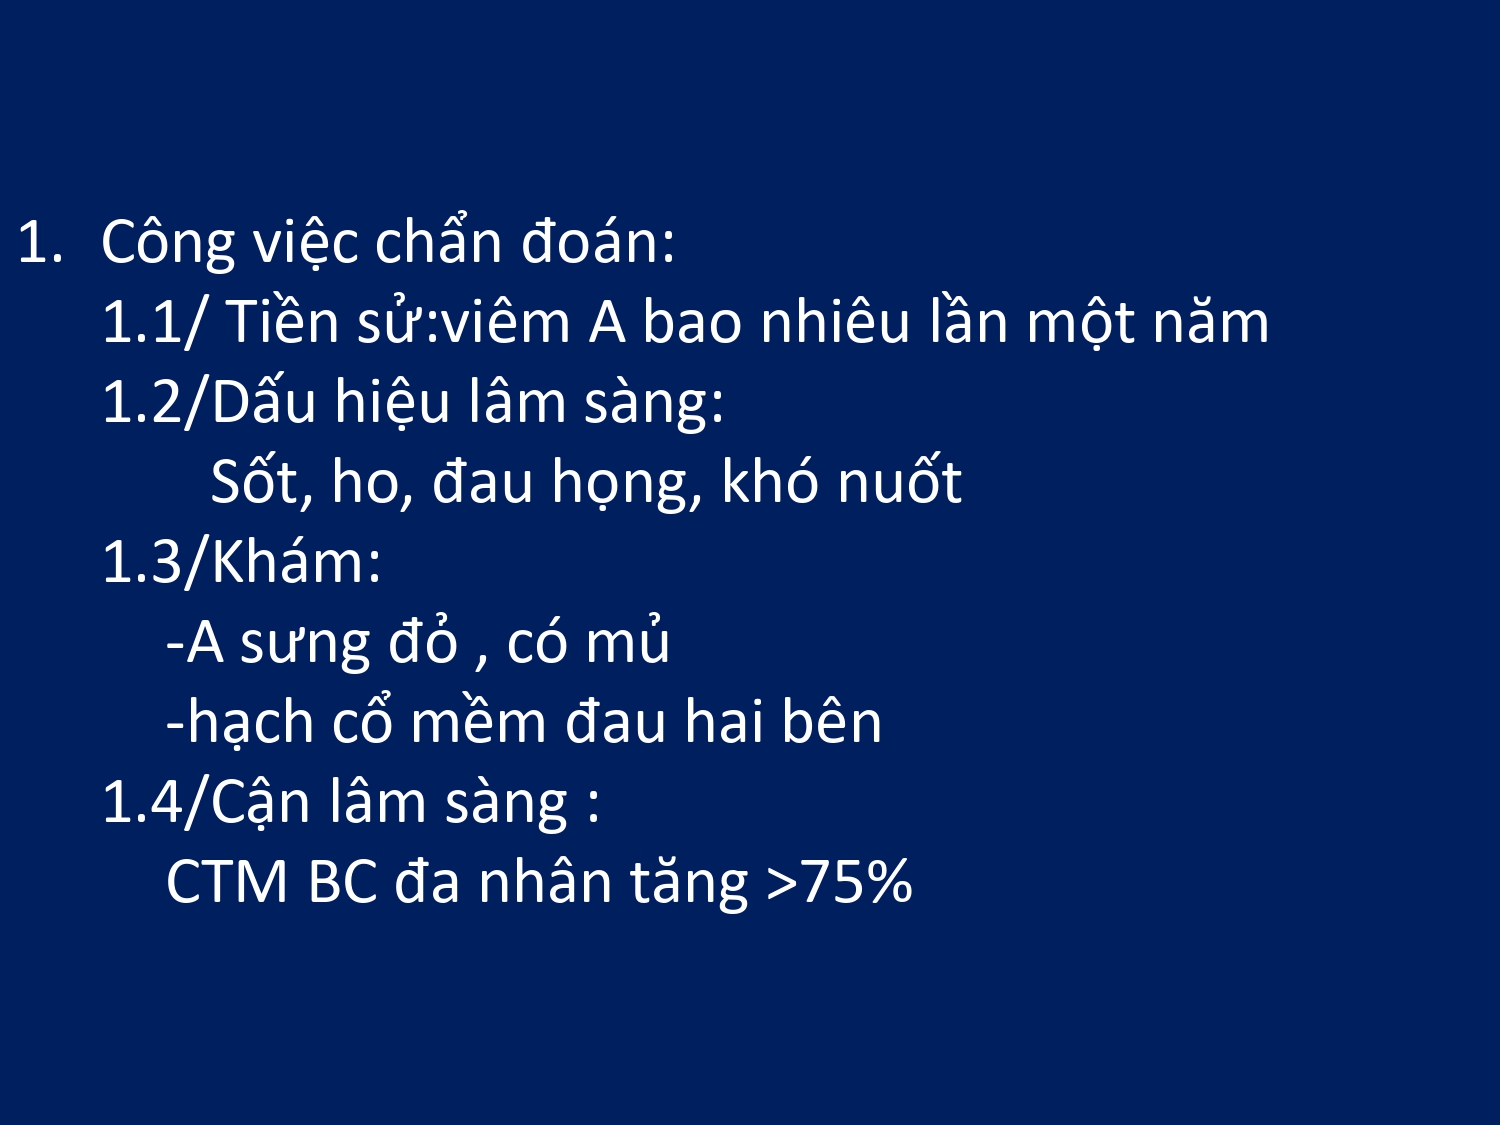 1. Công việc chẩn đoán:
1.1/ Tiền sử:viêm A bao nhiêu lần một năm
1.2/Dấu hiệu lâm sàng:
Sốt, ho, đau họng, khó nuốt
1.3/Khám:
-A sưng đỏ , có mủ
-hạch cổ mềm đau hai bên
1.4/Cận lâm sàng :
CTM BC đa nhân tăng >75%